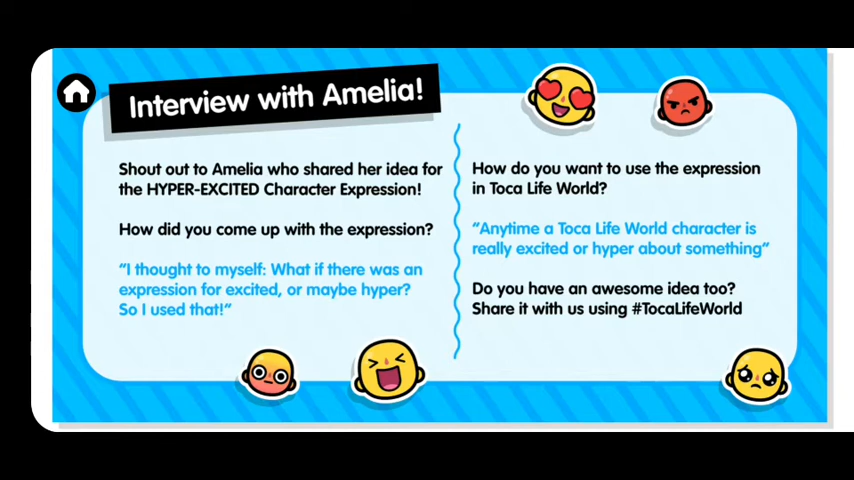 Interview with Amelia!
Shout out to Amelia who shared her idea for
the HYPER-EXCITED Character Expression!
How did you come up with the expression?
“I thought to myself: What if there was an
expression for excited, or maybe hyper?
So I used that!”
How do you want to use the expression
in Toca Life World?
“Anytime a Toca Life World character is
really excited or hyper about something”
Do you have an awesome idea too?
Share it with us using #TocaLifeWorld